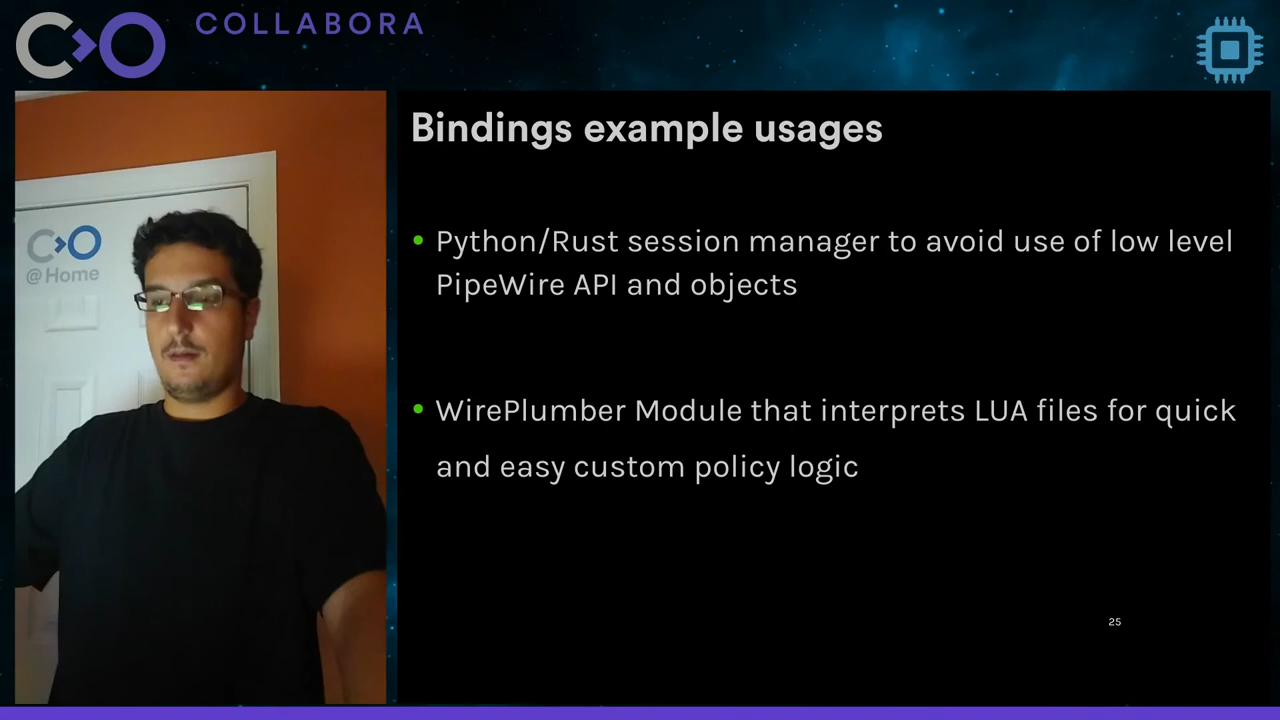 COLLABORA
@Home
Bindings example usages
Python/Rust session manager to avoid use of low level
PipeWire API and objects
WirePlumber Module that interprets LUA files for quick
and easy custom policy logic
25